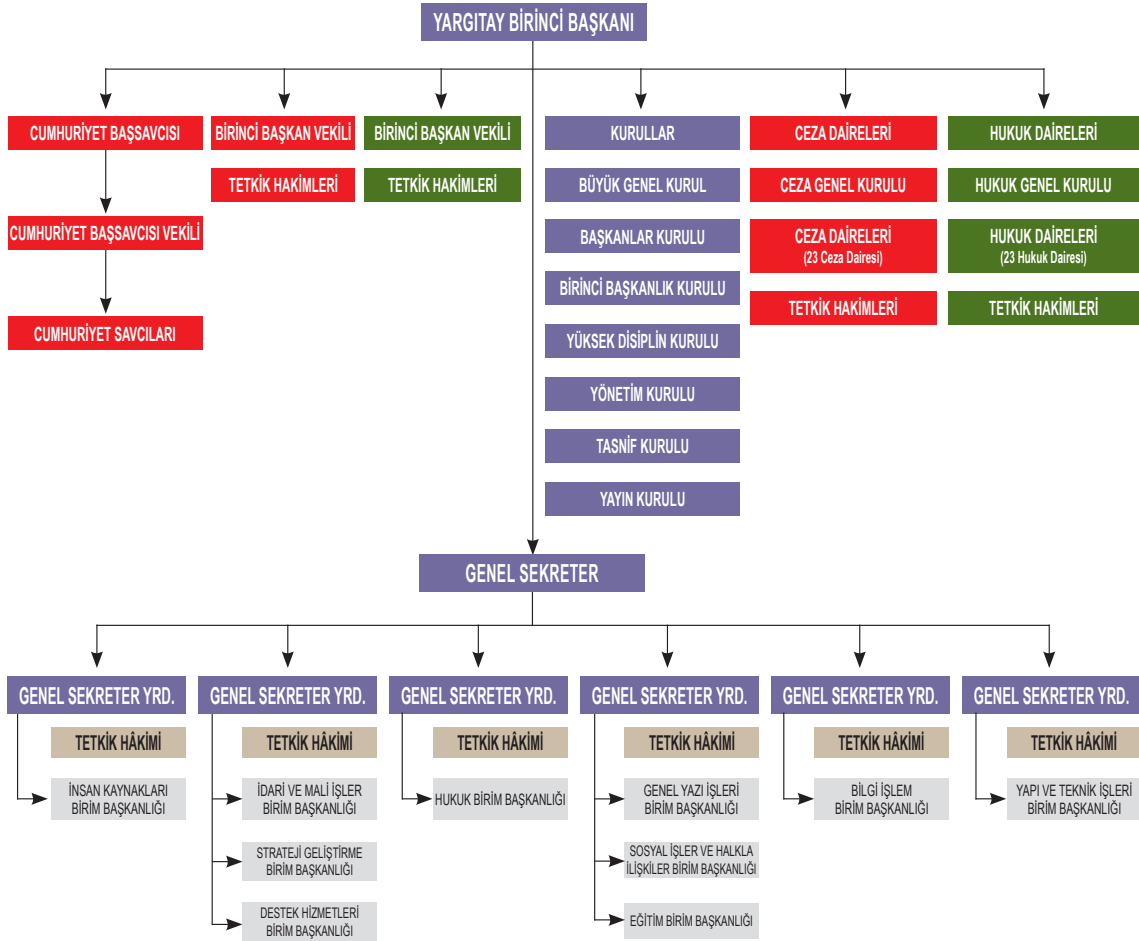 YARGITAY BİRİNCİ BAŞKANI
CUMHURİYET BAŞSAVCISI
BİRİNCİ BAŞKAN VEKİLİ
BİRİNCİ BAŞKAN VEKİLİ
KURULLAR
CEZA DAİRELERİ
HUKUK DAİRELERİ
TETKİK HAKİMLERİ
TETKİK HAKİMLERİ
BÜYÜK GENEL KURUL
CEZA GENEL KURULU
HUKUK GENEL KURULU
CUMHURİYET BAŞSAVCISI VEKİLİ
BAŞKANLAR KURULU
CEZA DAİRELERİ
(23 Ceza Dairesi)
HUKUK DAİRELERİ
(23 Hukuk Dairesi)
BİRİNCİ BAŞKANLIK KURULU
TETKİK HAKİMLERİ
TETKİK HAKİMLERİ
CUMHURİYET SAVCILARI
YÜKSEK DİSİPLİN KURULU
YÖNETİM KURULU
TASNİF KURULU
YAYIN KURULU
GENEL SEKRETER
GENEL SEKRETER YRD.
GENEL SEKRETER YRD.
GENEL SEKRETER YRD.
GENEL SEKRETER YRD.
GENEL SEKRETER YRD.
GENEL SEKRETER YRD.
TETKİK HÂKİMİ
TETKİK HÂKİMİ
TETKİK HÂKİMİ
TETKİK HÂKİMİ
TETKİK HÂKİMİ
TETKİK HÂKİMİ
İNSAN KAYNAKLARI
BİRİM BAŞKANLIĞI
İDARİ VE MALİ İŞLER
BİRİM BAŞKANLIĞI
HUKUK BİRİM BAŞKANLIĞI
GENEL YAZI İŞLERİ
BİRİM BAŞKANLIĞI
BİLGİ İŞLEM
BİRİM BAŞKANLIĞI
YAPI VE TEKNİK İŞLERİ
BİRİM BAŞKANLIĞI
STRATEJİ GELİŞTİRME
BİRİM BAŞKANLIĞI
SOSYAL İŞLER VE HALKLA
İLİŞKİLER BİRİM BAŞKANLIĞI
DESTEK HİZMETLERİ
BİRİM BAŞKANLIĞI
EĞİTİM BİRİM BAŞKANLIĞI